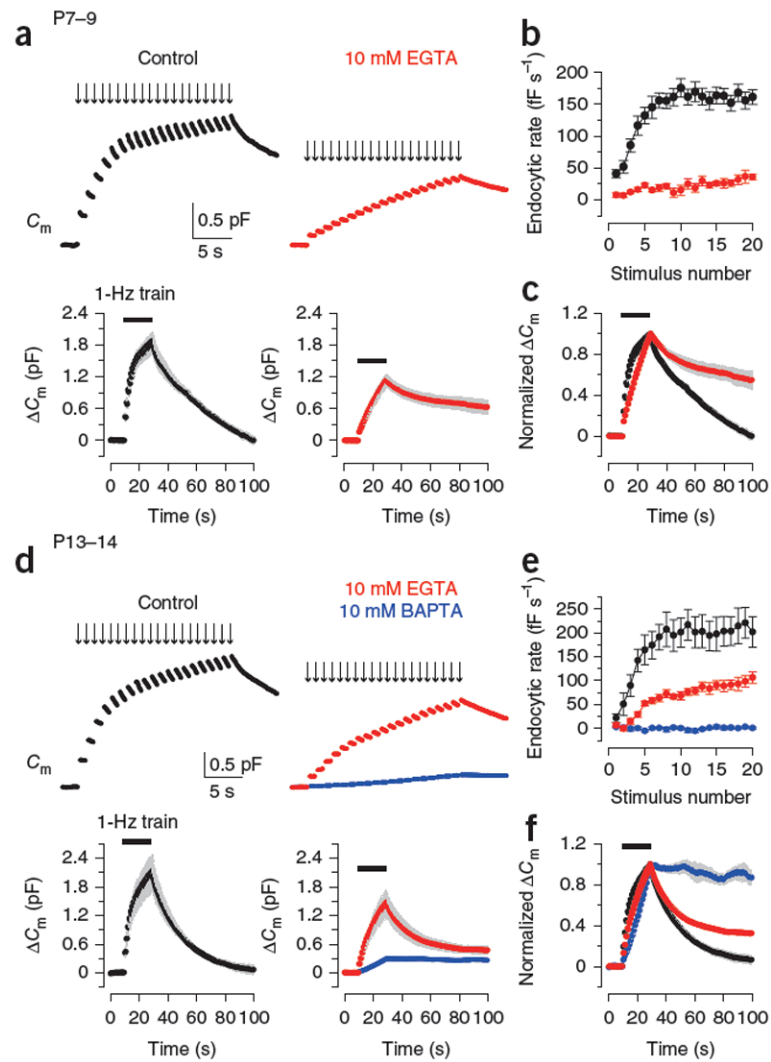 P7–9
a
Control
10 mM EGTA
Cm
0.5 pF
5 s
1-Hz train
ΔCm (pF)
2.4
1.8
1.2
0.6
0
0 20 40 60 80 100
Time (s)
ΔCm (pF)
2.4
1.8
1.2
0.6
0
0 20 40 60 80 100
Time (s)
b
Endocytic rate (fF s⁻¹)
200
150
100
50
0
0 5 10 15 20
Stimulus number
c
Normalized ΔCm
1.2
0.8
0.4
0
0 20 40 60 80 100
Time (s)
P13–14
d
Control
10 mM EGTA
10 mM BAPTA
Cm
0.5 pF
5 s
1-Hz train
ΔCm (pF)
2.4
1.8
1.2
0.6
0
0 20 40 60 80 100
Time (s)
ΔCm (pF)
2.4
1.8
1.2
0.6
0
0 20 40 60 80 100
Time (s)
e
Endocytic rate (fF s⁻¹)
250
200
150
100
50
0
0 5 10 15 20
Stimulus number
f
Normalized ΔCm
1.2
0.8
0.4
0
0 20 40 60 80 100
Time (s)